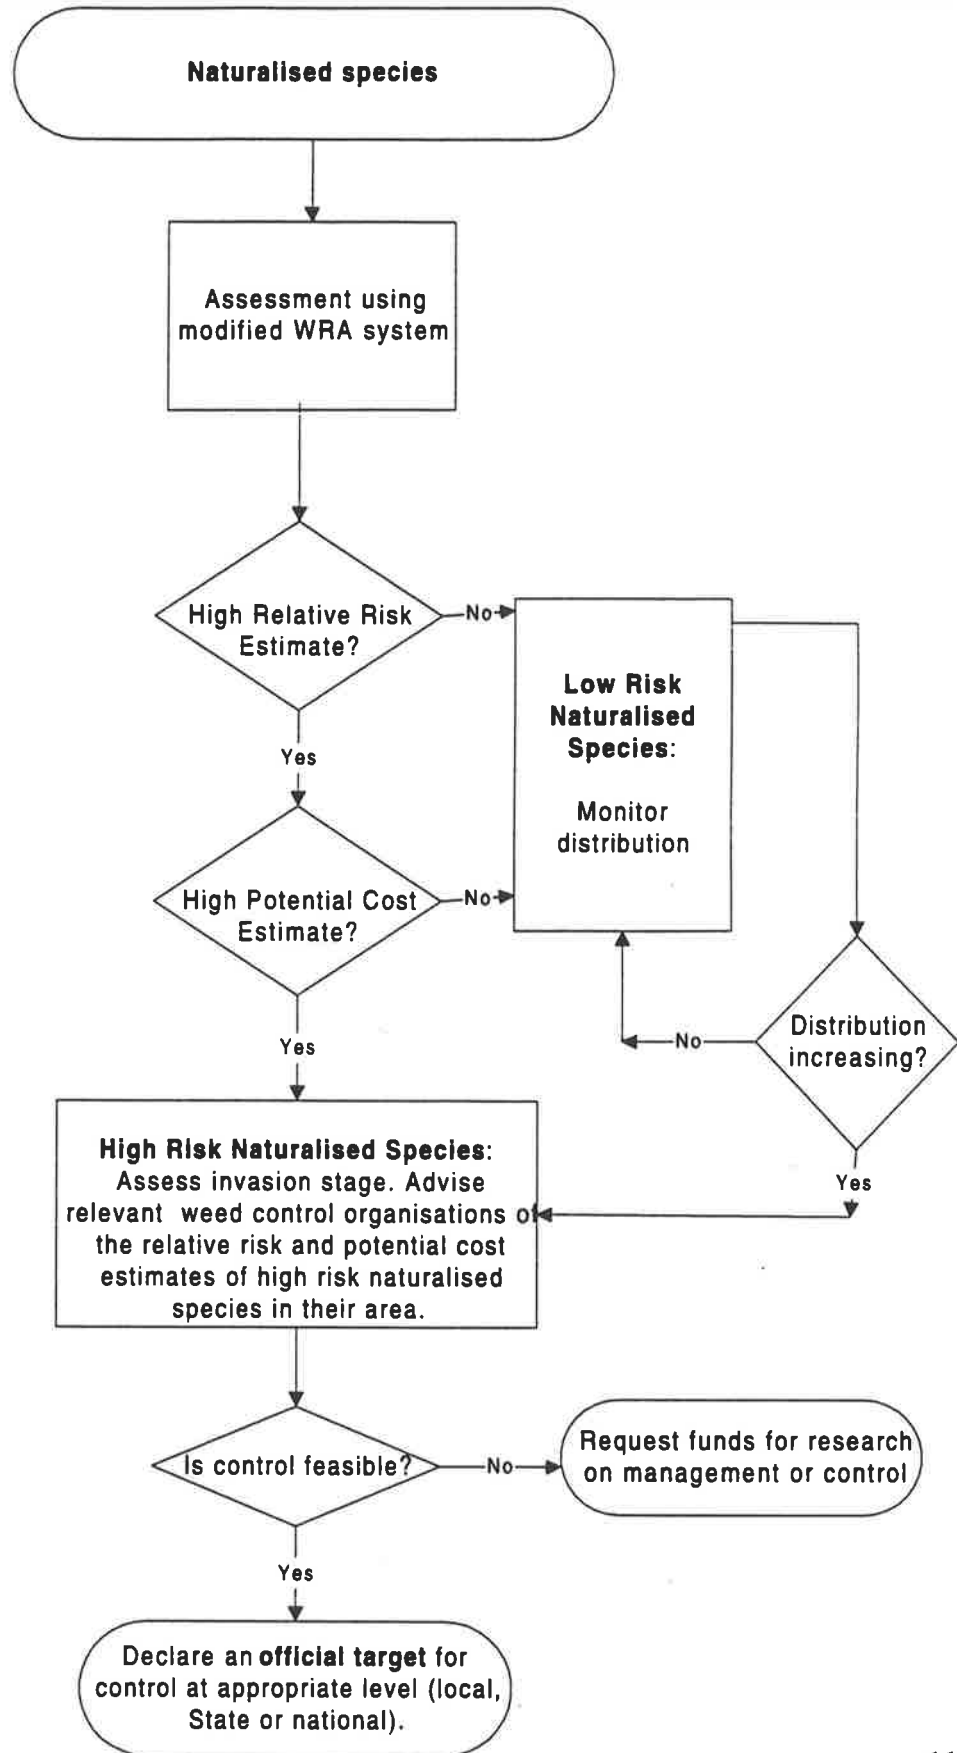 Naturalised species
Assessment using
modified WRA system
High Relative Risk
Estimate?
No
Low Risk
Naturalised
Species:
Monitor
distribution
Yes
High Potential Cost
Estimate?
No
Distribution
increasing?
No
Yes
Yes
High Risk Naturalised Species:
Assess invasion stage. Advise
relevant weed control organisations of
the relative risk and potential cost
estimates of high risk naturalised
species in their area.
Is control feasible?
No
Request funds for research
on management or control
Yes
Declare an official target for
control at appropriate level (local,
State or national).